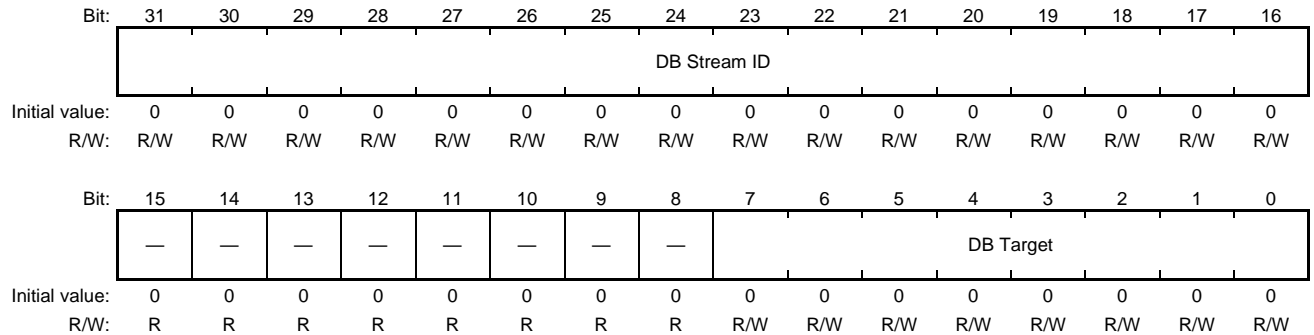 Bit: 31 30 29 28 27 26 25 24 23 22 21 20 19 18 17 16
DB Stream ID
Initial value: 0 0 0 0 0 0 0 0 0 0 0 0 0 0 0 0
R/W: R/W R/W R/W R/W R/W R/W R/W R/W R/W R/W R/W R/W R/W R/W R/W R/W
Bit: 15 14 13 12 11 10 9 8 7 6 5 4 3 2 1 0
— — — — — — — — DB Target
Initial value: 0 0 0 0 0 0 0 0 0 0 0 0 0 0 0 0
R/W: R R R R R R R R R/W R/W R/W R/W R/W R/W R/W R/W